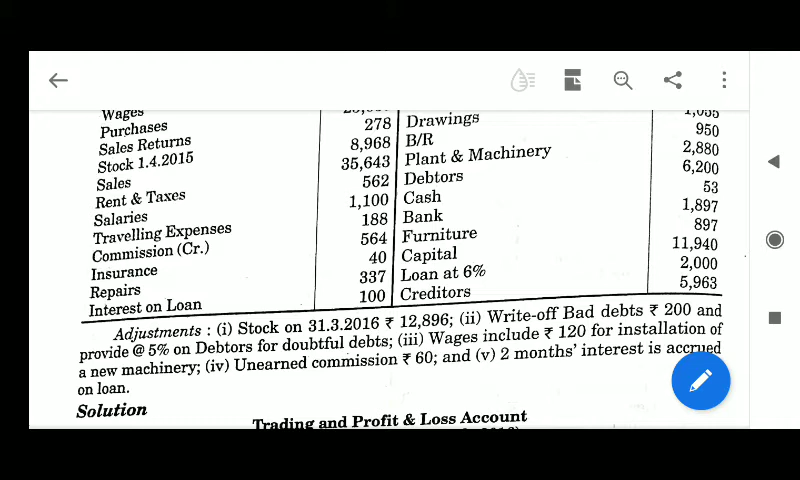 Wages
Purchases
Sales Returns 278 Drawings
Stock 1.4.2015 8,968 B/R 950
Sales 35,643 Plant & Machinery 2,880
Rent & Taxes 562 Debtors 6,200
Salaries 1,100 Cash 53
Travelling Expenses 188 Bank 1,897
Commission (Cr.) 564 Furniture 897
Insurance 40 Capital 11,940
Repairs 337 Loan at 6% 2,000
Interest on Loan 100 Creditors 5,963
Adjustments : (i) Stock on 31.3.2016 ₹ 12,896; (ii) Write-off Bad debts ₹ 200 and
provide @ 5% on Debtors for doubtful debts; (iii) Wages include ₹ 120 for installation of
a new machinery; (iv) Unearned commission ₹ 60; and (v) 2 months' interest is accrued
on loan.
Solution
Trading and Profit & Loss Account